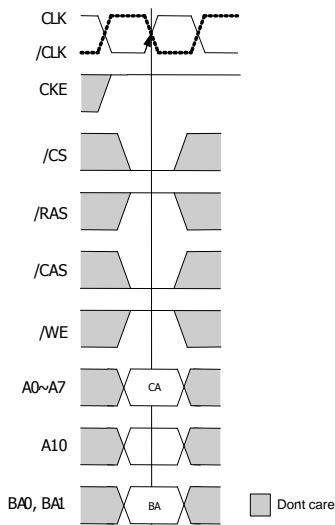 CLK
/CLK
CKE
/CS
/RAS
/CAS
/WE
A0~A7
CA
A10
BA0, BA1
BA
Dont care